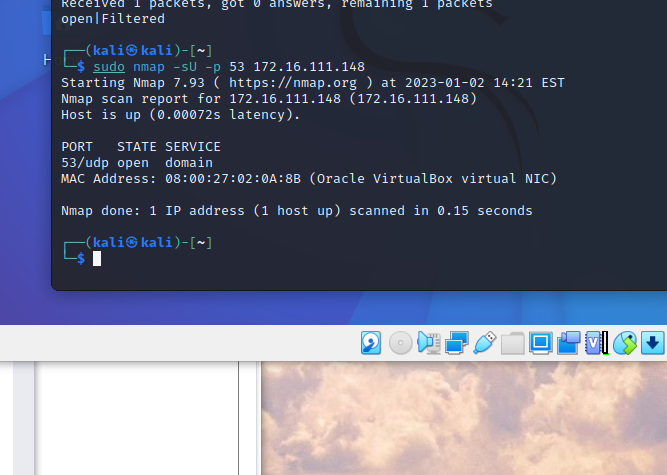 Received 1 packets, got 0 answers, remaining 1 packets
open|Filtered
(kali㉿kali)-[~]
$ sudo nmap -sU -p 53 172.16.111.148
Starting Nmap 7.93 ( https://nmap.org ) at 2023-01-02 14:21 EST
Nmap scan report for 172.16.111.148 (172.16.111.148)
Host is up (0.00072s latency).
PORT   STATE SERVICE
53/udp open  domain
MAC Address: 08:00:27:02:0A:8B (Oracle VirtualBox virtual NIC)
Nmap done: 1 IP address (1 host up) scanned in 0.15 seconds
(kali㉿kali)-[~]
$
H
V